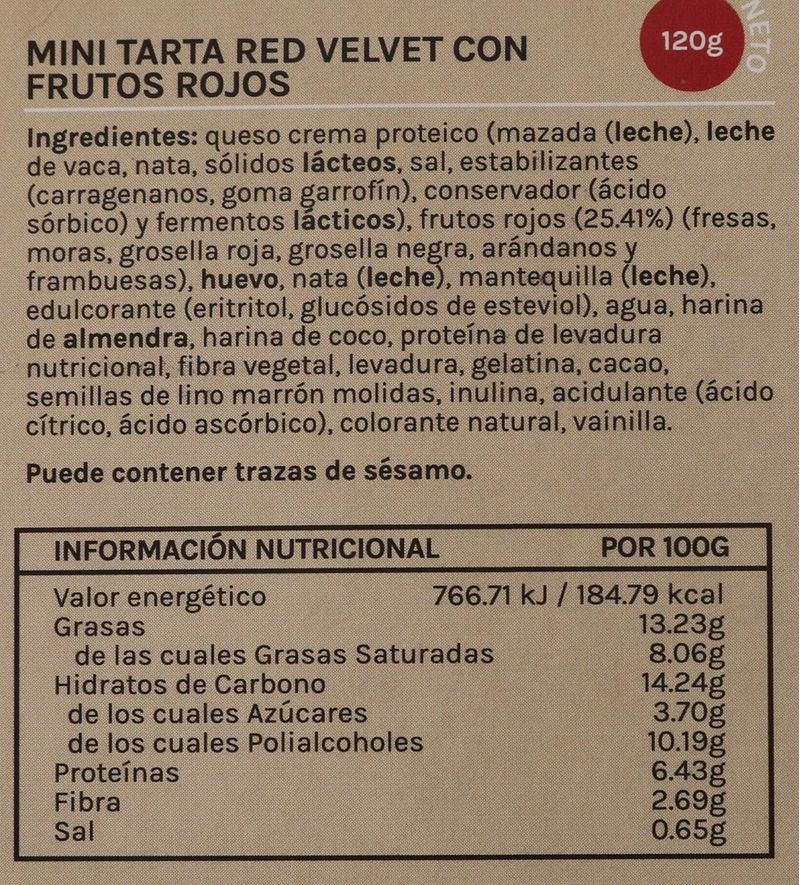 120g
NETO
MINI TARTA RED VELVET CON
FRUTOS ROJOS
Ingredientes: queso crema proteico (mazada (leche), leche
de vaca, nata, sólidos lácteos, sal, estabilizantes
(carragenanos, goma garrofín), conservador (ácido
sórbico) y fermentos lácticos), frutos rojos (25.41%) (fresas,
moras, grosella roja, grosella negra, arándanos y
frambuesas), huevo, nata (leche), mantequilla (leche),
edulcorante (eritritol, glucósidos de esteviol), agua, harina
de almendra, harina de coco, proteína de levadura
nutricional, fibra vegetal, levadura, gelatina, cacao,
semillas de lino marrón molidas, inulina, acidulante (ácido
cítrico, ácido ascórbico), colorante natural, vainilla.
Puede contener trazas de sésamo.
INFORMACIÓN NUTRICIONAL POR 100G
Valor energético 766.71 kJ / 184.79 kcal
Grasas 13.23g
de las cuales Grasas Saturadas 8.06g
Hidratos de Carbono 14.24g
de los cuales Azúcares 3.70g
de los cuales Polialcoholes 10.19g
Proteínas 6.43g
Fibra 2.69g
Sal 0.65g